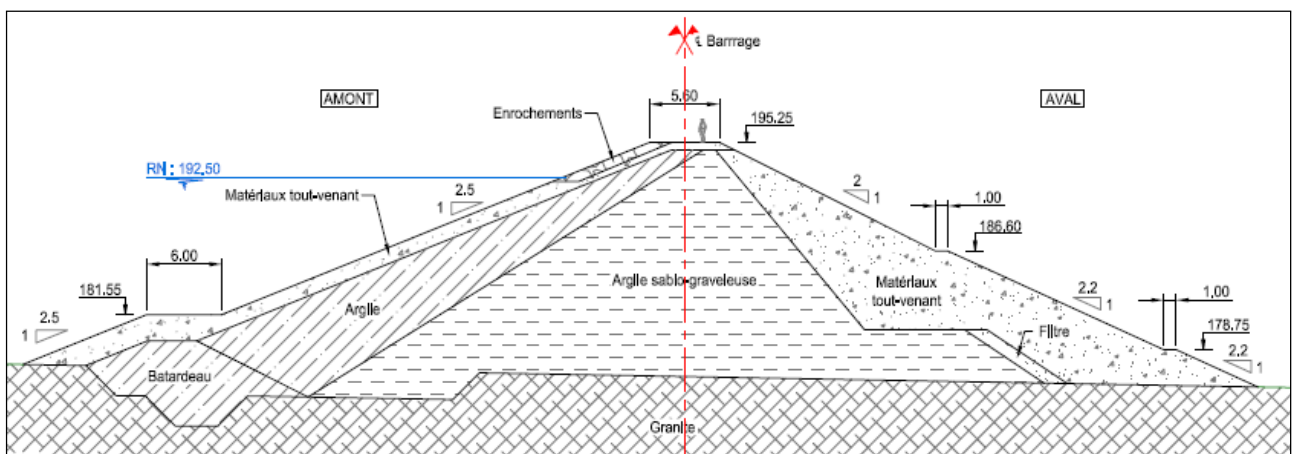 ℄ Barrrage
AMONT
5.60
AVAL
Enrochements
195.25
RN : 192.50
2.5
1
Matériaux tout-venant
2
1
1.00
186.60
6.00
181.55
Argile sablo-graveleuse
Matériaux
tout-venant
2.2
1
1,00
2.5
1
Argile
Filtre
178.75
2.2
1
Batardeau
Granite